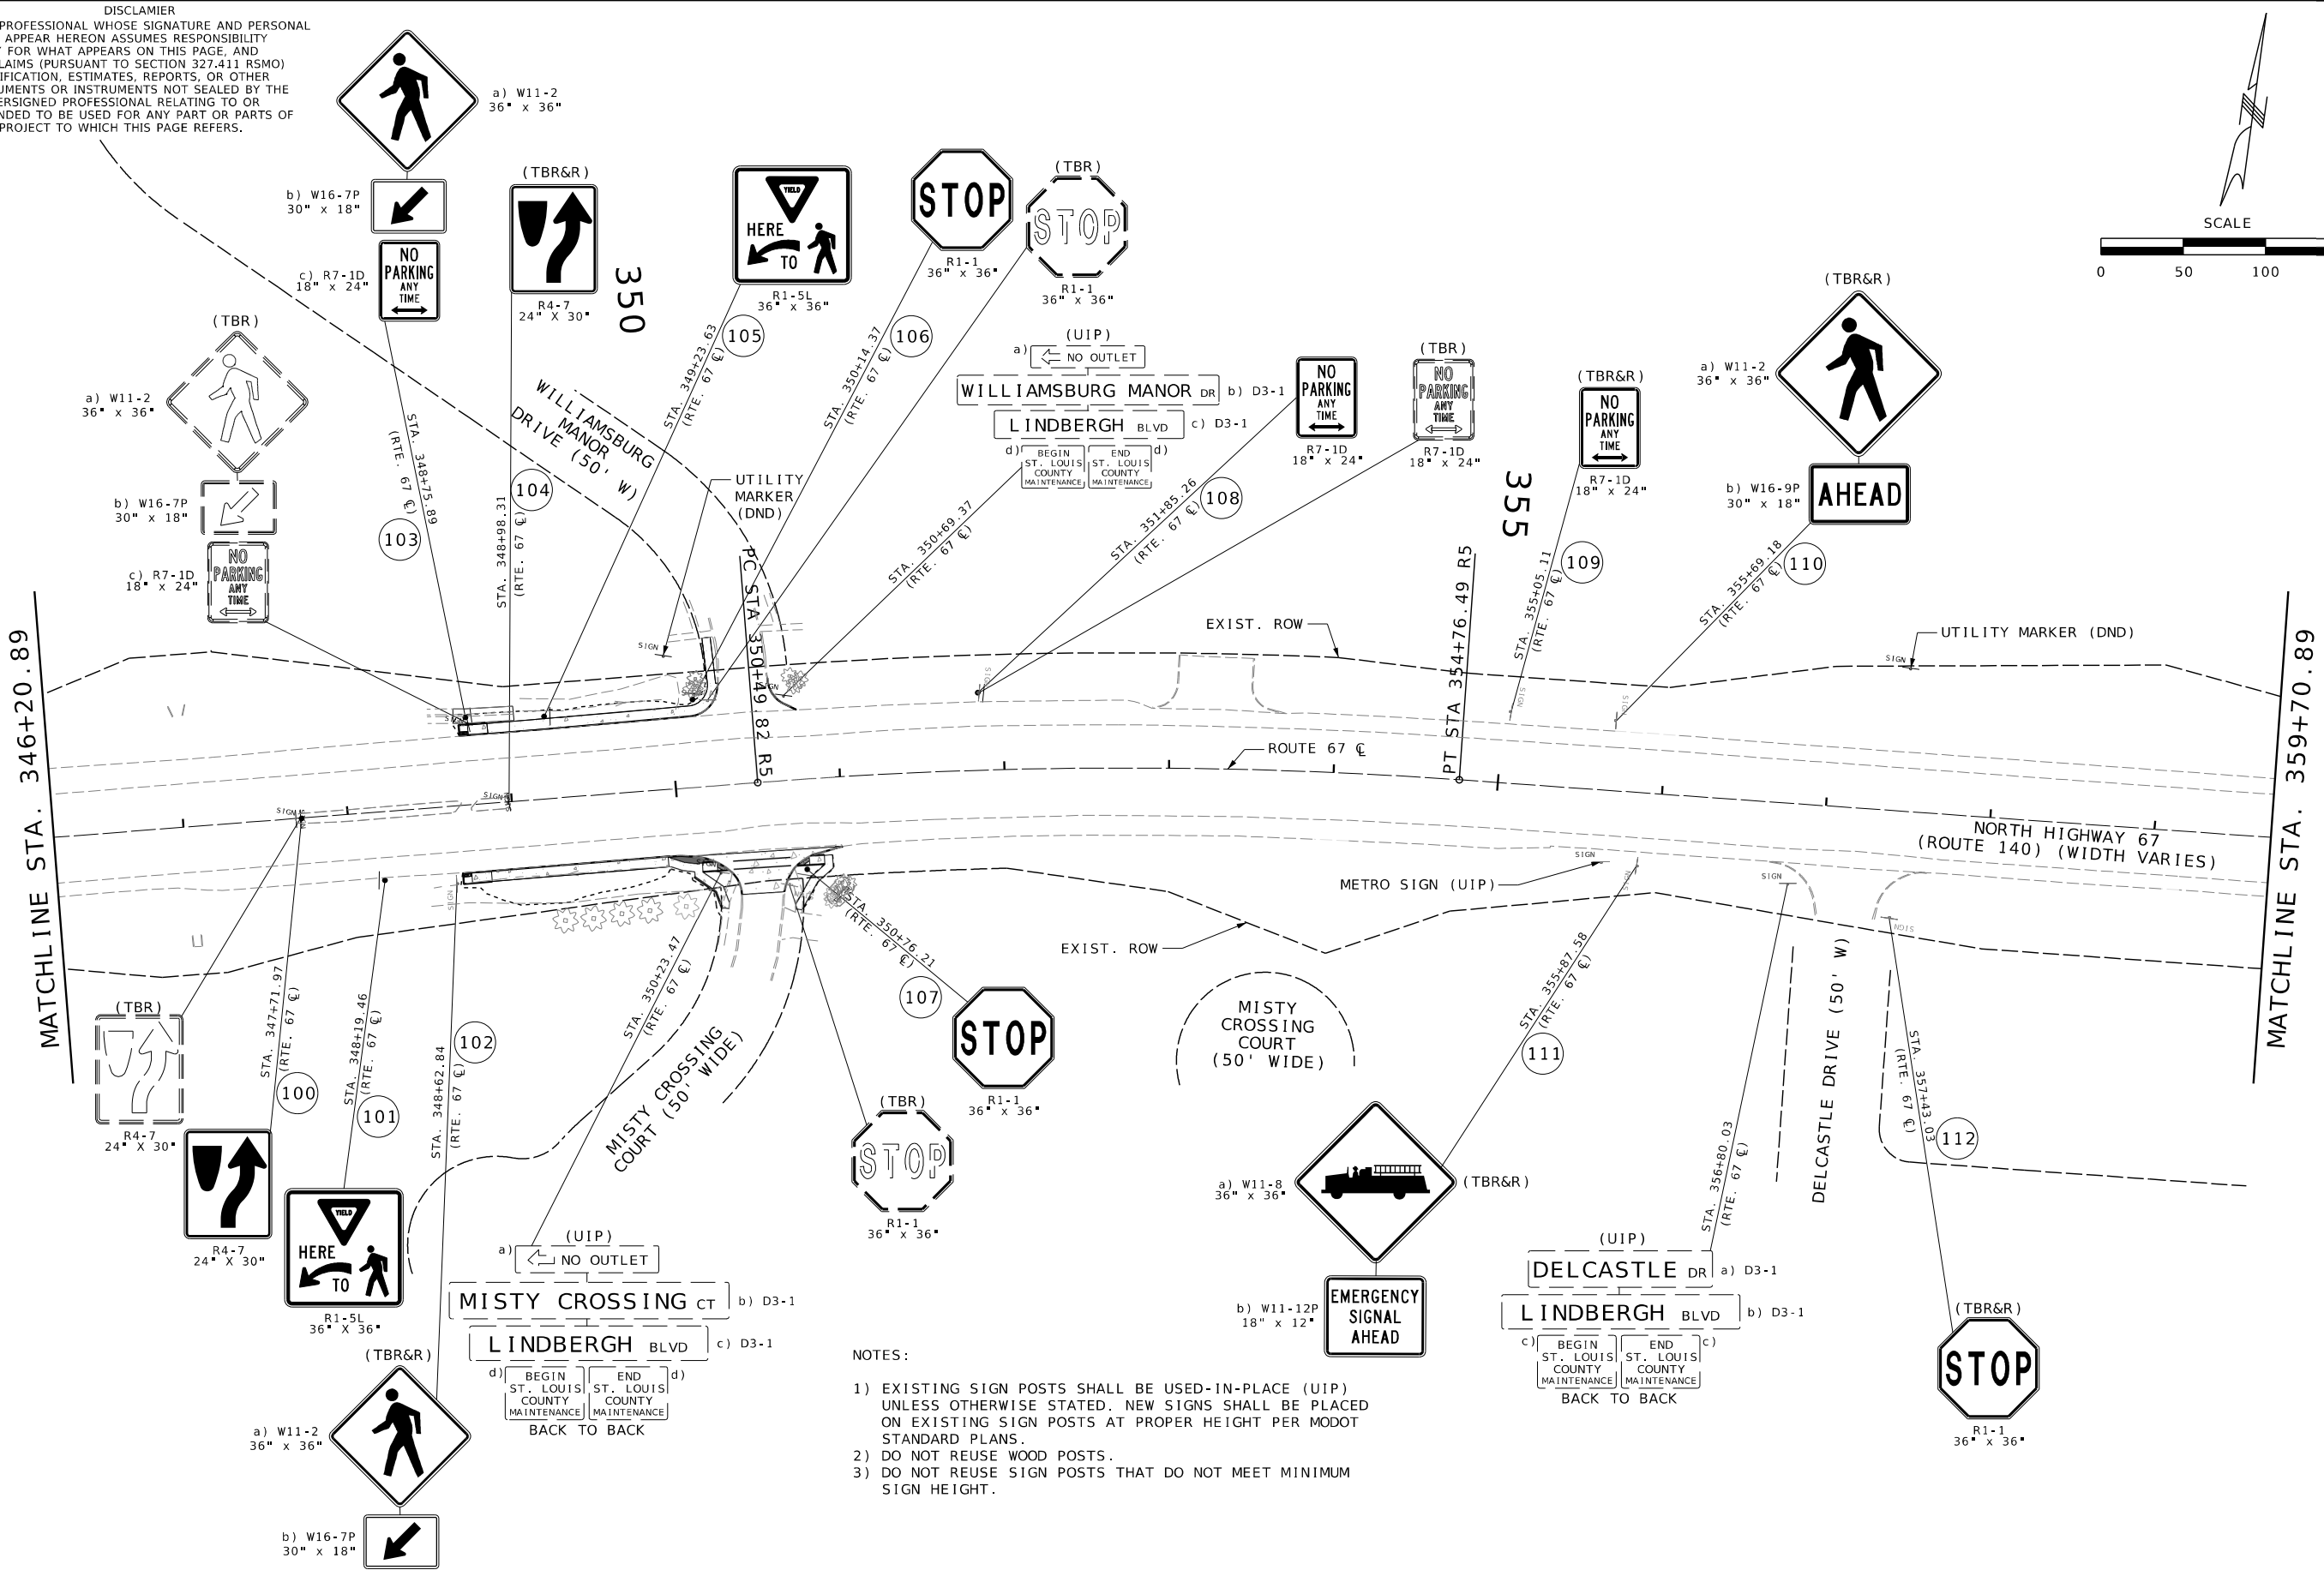 DISCLAMIER
PROFESSIONAL WHOSE SIGNATURE AND PERSONAL
APPEAR HEREON ASSUMES RESPONSIBILITY
FOR WHAT APPEARS ON THIS PAGE, AND
LAIMS (PURSUANT TO SECTION 327.411 RSMO)
IFICATION, ESTIMATES, REPORTS, OR OTHER
UMENTS OR INSTRUMENTS NOT SEALED BY THE
ERSIGNED PROFESSIONAL RELATING TO OR
NDED TO BE USED FOR ANY PART OR PARTS OF
PROJECT TO WHICH THIS PAGE REFERS.
a) W11-2
36" x 36"
b) W16-7P
30" x 18"
c) R7-1D
18" x 24"
NO
PARKING
ANY
TIME
STA. 348+75.89
(RTE. 67 ℄)
103
(TBR)
a) W11-2
36" x 36"
b) W16-7P
30" x 18"
c) R7-1D
18" x 24"
NO
PARKING
ANY
TIME
(TBR&R)
R4-7
24" X 30"
STA. 348+98.31
(RTE. 67 ℄)
104
350
YIELD
HERE
TO
R1-5L
36" x 36"
STA. 349+23.63
(RTE. 67 ℄)
105
STOP
R1-1
36" x 36"
STA. 350+14.37
(RTE. 67 ℄)
106
(TBR)
STOP
R1-1
36" x 36"
(UIP)
a) NO OUTLET
WILLIAMSBURG MANOR DR b) D3-1
LINDBERGH BLVD c) D3-1
d) BEGIN
ST. LOUIS
COUNTY
MAINTENANCE
END d)
ST. LOUIS
COUNTY
MAINTENANCE
STA. 350+69.37
(RTE. 67 ℄)
NO
PARKING
ANY
TIME
R7-1D
18" x 24"
STA. 351+85.26
(RTE. 67 ℄)
108
(TBR)
NO
PARKING
ANY
TIME
R7-1D
18" x 24"
355
(TBR&R)
NO
PARKING
ANY
TIME
R7-1D
18" x 24"
STA. 355+05.11
(RTE. 67 ℄)
109
(TBR&R)
a) W11-2
36" x 36"
b) W16-9P
30" x 18"
AHEAD
STA. 355+69.18
(RTE. 67 ℄)
110
N
SCALE
0 50 100
WILLIAMSBURG
MANOR
DRIVE (50' W)
UTILITY
MARKER
(DND)
PC STA 350+49.82 R5
PT STA 354+76.49 R5
EXIST. ROW
UTILITY MARKER (DND)
SIGN
SIGN
SIGN
SIGN
SIGN
SIGN
SIGN
SIGN
MATCHLINE STA. 346+20.89
ROUTE 67 ℄
NORTH HIGHWAY 67
(ROUTE 140) (WIDTH VARIES)
MATCHLINE STA. 359+70.89
SIGN
SIGN
SIGN
SIGN
SIGN
SIGN
SIGN
METRO SIGN (UIP)
EXIST. ROW
(TBR)
R4-7
24" X 30"
R4-7
24" X 30"
STA. 347+71.97
(RTE. 67 ℄)
100
STA. 348+19.46
(RTE. 67 ℄)
101
YIELD
HERE
TO
R1-5L
36" X 36"
STA. 348+62.84
(RTE. 67 ℄)
102
(TBR&R)
a) W11-2
36" x 36"
b) W16-7P
30" x 18"
STA. 350+23.47
(RTE. 67 ℄)
MISTY CROSSING
COURT (50' WIDE)
(UIP)
a) NO OUTLET
MISTY CROSSING CT b) D3-1
LINDBERGH BLVD c) D3-1
d) BEGIN
ST. LOUIS
COUNTY
MAINTENANCE
END d)
ST. LOUIS
COUNTY
MAINTENANCE
BACK TO BACK
STA. 350+76.21
(RTE. 67 ℄)
107
STOP
R1-1
36" x 36"
(TBR)
STOP
R1-1
36" x 36"
MISTY
CROSSING
COURT
(50' WIDE)
STA. 355+87.58
(RTE. 67 ℄)
111
a) W11-8
36" x 36"
(TBR&R)
b) W11-12P
18" x 12"
EMERGENCY
SIGNAL
AHEAD
STA. 356+80.03
(RTE. 67 ℄)
DELCASTLE DRIVE (50' W)
(UIP)
DELCASTLE DR a) D3-1
LINDBERGH BLVD b) D3-1
c) BEGIN
ST. LOUIS
COUNTY
MAINTENANCE
END c)
ST. LOUIS
COUNTY
MAINTENANCE
BACK TO BACK
STA. 357+43.03
(RTE. 67 ℄)
112
(TBR&R)
STOP
R1-1
36" x 36"
NOTES:
1) EXISTING SIGN POSTS SHALL BE USED-IN-PLACE (UIP)
UNLESS OTHERWISE STATED. NEW SIGNS SHALL BE PLACED
ON EXISTING SIGN POSTS AT PROPER HEIGHT PER MODOT
STANDARD PLANS.
2) DO NOT REUSE WOOD POSTS.
3) DO NOT REUSE SIGN POSTS THAT DO NOT MEET MINIMUM
SIGN HEIGHT.